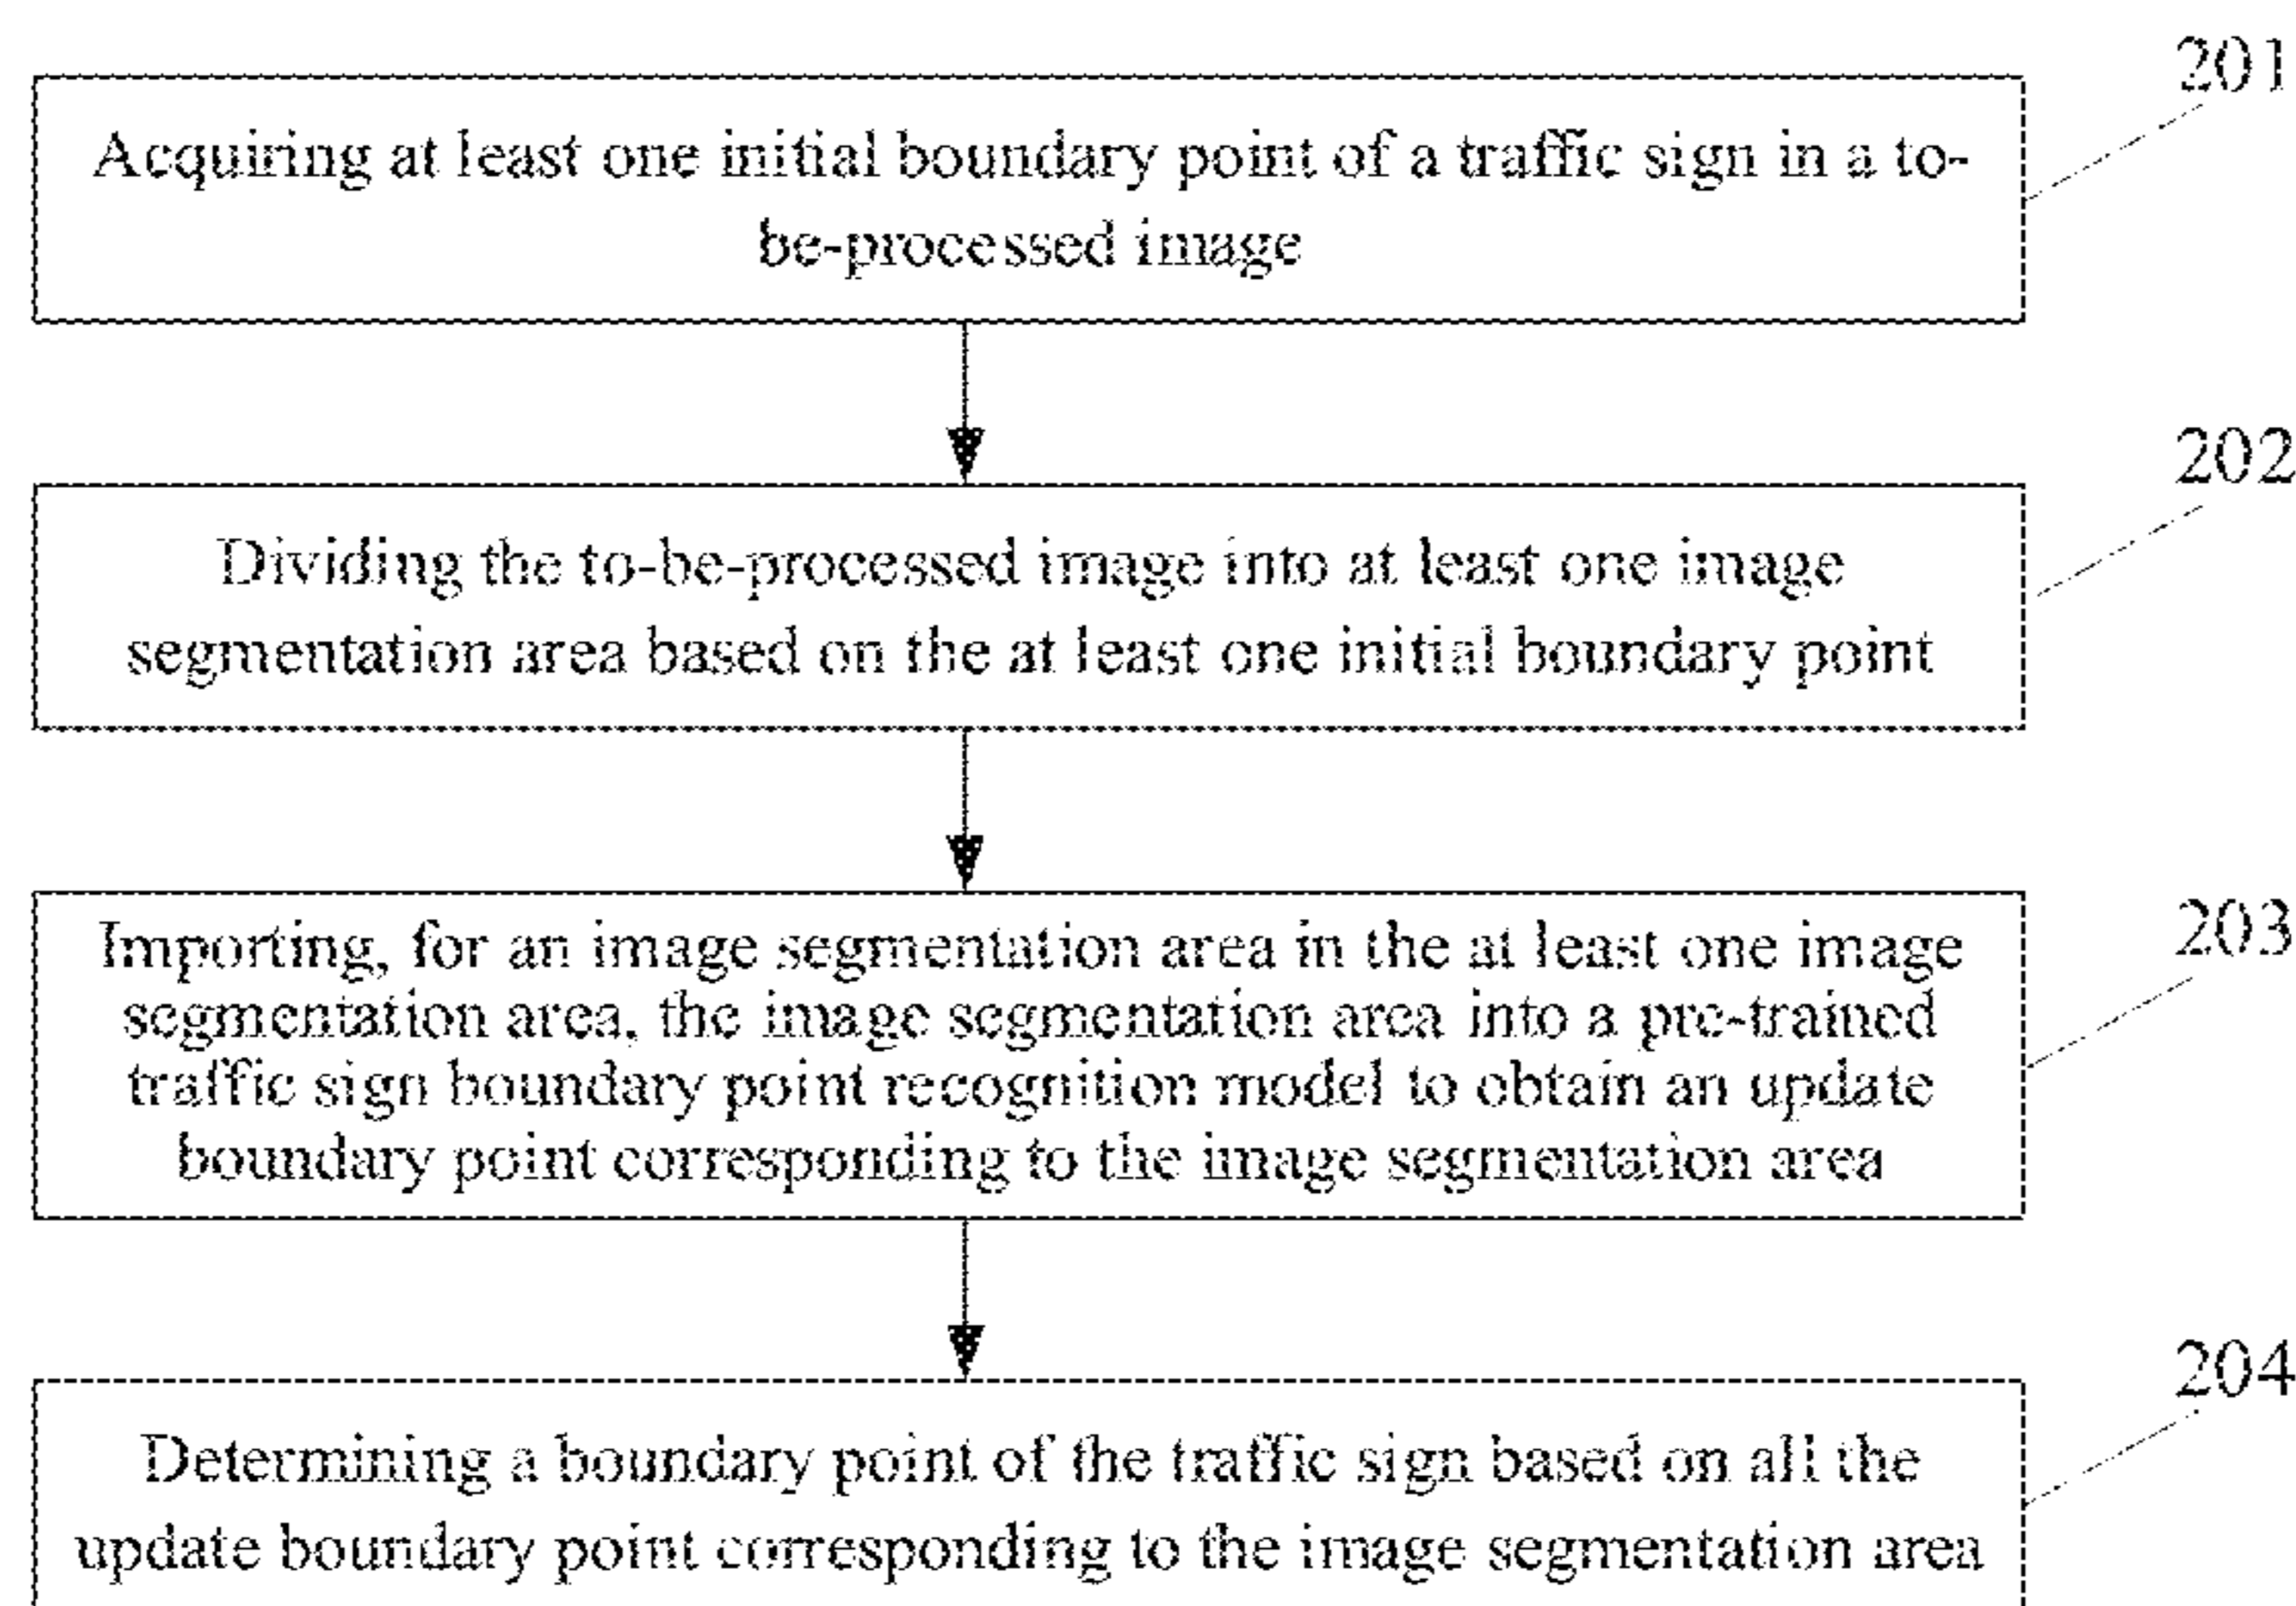 201
Acquiring at least one initial boundary point of a traffic sign in a to-
be-processed image
202
Dividing the to-be-processed image into at least one image
segmentation area based on the at least one initial boundary point
203
Importing, for an image segmentation area in the at least one image
segmentation area, the image segmentation area into a pre-trained
traffic sign boundary point recognition model to obtain an update
boundary point corresponding to the image segmentation area
204
Determining a boundary point of the traffic sign based on all the
update boundary point corresponding to the image segmentation area